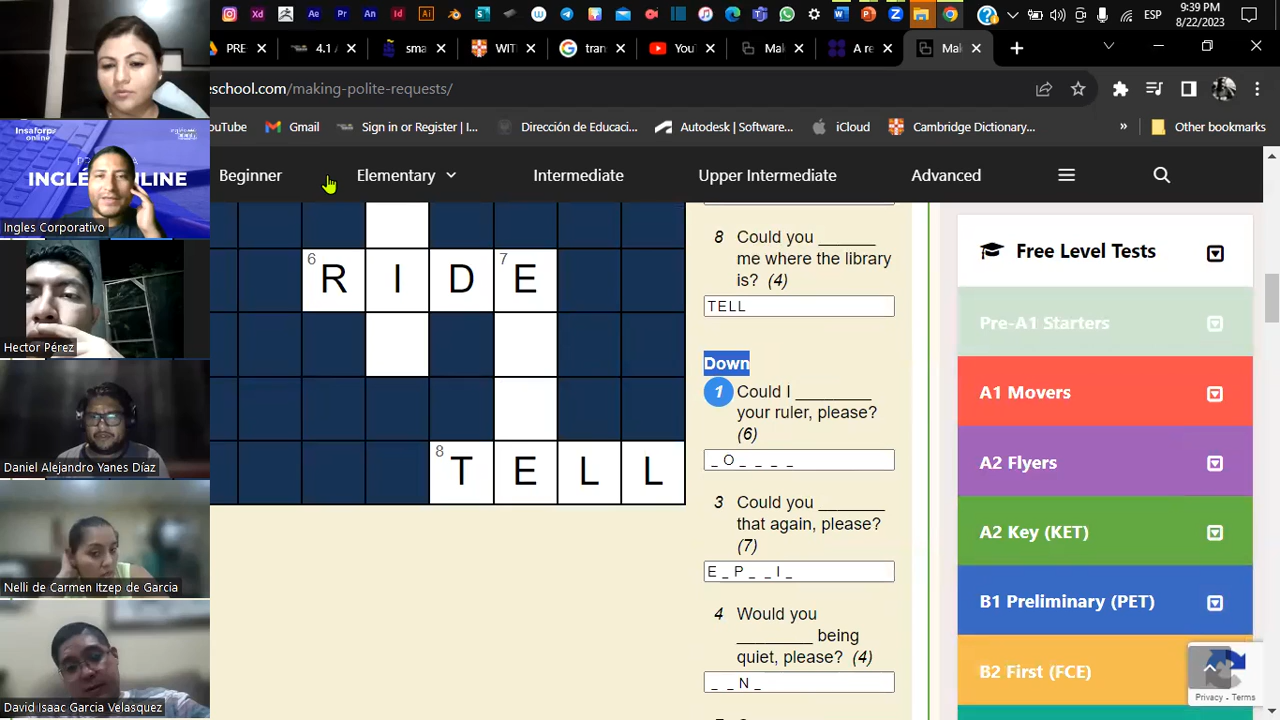 9:39 PM
ESP
8/22/2023
PRE
4.1 /
sma
WIT
tran
You
Mak
A re
Mak
eschool.com/making-polite-requests/
YouTube
Gmail
Sign in or Register | I...
Dirección de Educaci...
Autodesk | Software...
iCloud
Cambridge Dictionary...
»
Other bookmarks
Beginner
Elementary
Intermediate
Upper Intermediate
Advanced
Insaforp
online
INGLÉ
LINE
Ingles Corporativo
Hector Pérez
Daniel Alejandro Yanes Díaz
Nelli de Carmen Itzep de Garcia
David Isaac Garcia Velasquez
6 R I D 7 E
8 T E L L
8 Could you ______
me where the library
is? (4)
TELL
Down
1 Could I ________
your ruler, please?
(6)
_ O _ _ _ _
3 Could you _______
that again, please?
(7)
E _ P _ _ I _
4 Would you
________ being
quiet, please? (4)
_ _ N _
Free Level Tests
Pre-A1 Starters
A1 Movers
A2 Flyers
A2 Key (KET)
B1 Preliminary (PET)
B2 First (FCE)
Privacy - Terms